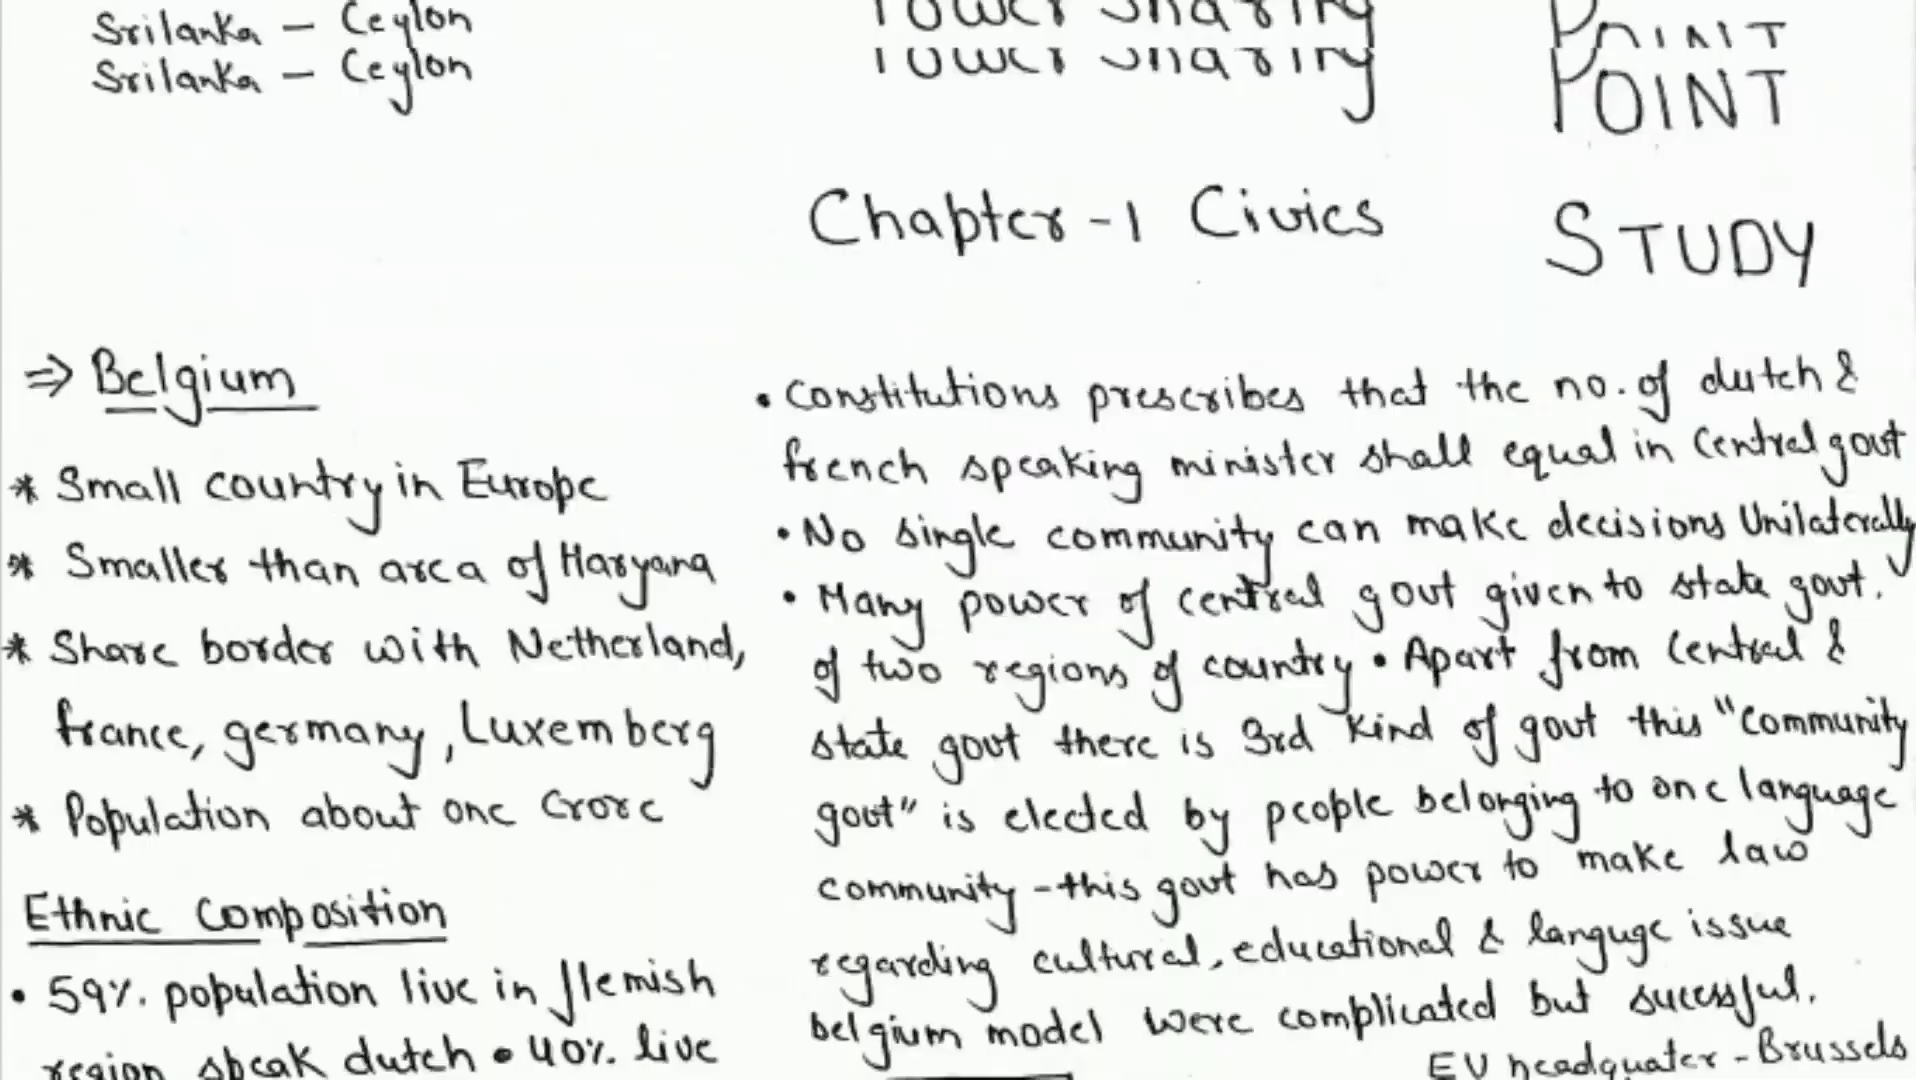 Srilanka – Ceylon
Srilanka – Ceylon
Power Sharing
POINT
POINT
Chapter -1 Civics
STUDY
⇒ Belgium
* Small country in Europe
* Smaller than area of Haryana
* Share border with Netherland,
france, germany, Luxemberg
* Population about one Crore
Ethnic Composition
• 59%. population live in flemish
region speak dutch • 40%. live
• Constitutions prescribes that the no. of dutch &
french speaking minister shall equal in Central govt
• No single community can make decisions Unilaterally
• Many power of central govt given to state govt.
of two regions of country • Apart from Central &
state govt there is 3rd kind of govt this "Community
govt" is elected by people belonging to one language
community - this govt has power to make law
regarding cultural, educational & languge issue
belgium model were complicated but sucessful.
EU headquater - Brussels